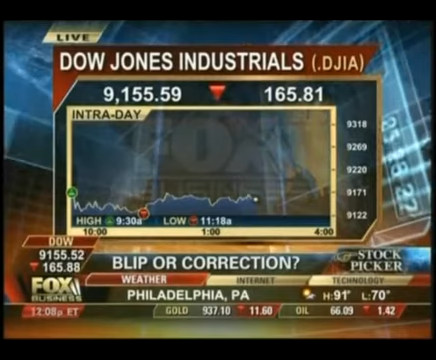 LIVE
DOW JONES INDUSTRIALS (.DJIA)
9,155.59 ▼ 165.81
INTRA-DAY
9318
9269
9220
9171
9122
HIGH 9:30a LOW 11:18a
10:00 1:00 4:00
DOW
9155.52
▼ 165.88
BLIP OR CORRECTION?
STOCK
PICKER
WEATHER INTERNET TECHNOLOGY
FOX
BUSINESS
PHILADELPHIA, PA H:91° L:70°
12:08p ET
GOLD 937.10 ▼ 11.60 OIL 66.09 ▼ 1.42